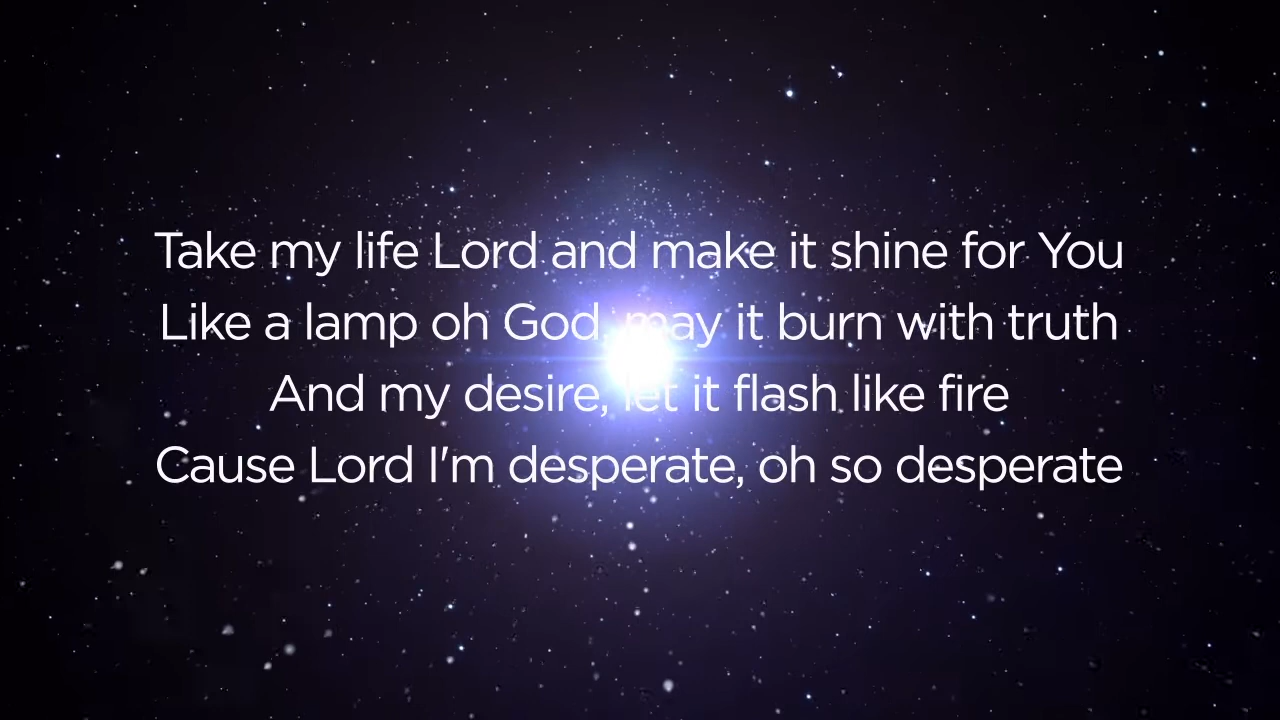 Take my life Lord and make it shine for You
Like a lamp oh God, may it burn with truth
And my desire, let it flash like fire
Cause Lord I'm desperate, oh so desperate